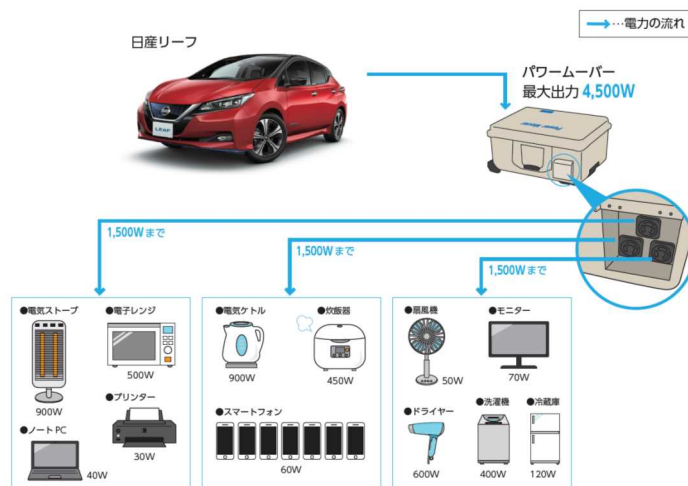 →…電力の流れ
日産リーフ
パワームーバー
最大出力 4,500W
LEAF
Power Mover
1,500Wまで
1,500Wまで
1,500Wまで
●電気ストーブ
900W
●電子レンジ
500W
●プリンター
30W
●ノートPC
40W
●電気ケトル
900W
●炊飯器
450W
●スマートフォン
60W
●扇風機
50W
●モニター
70W
●ドライヤー
600W
●洗濯機
400W
●冷蔵庫
120W